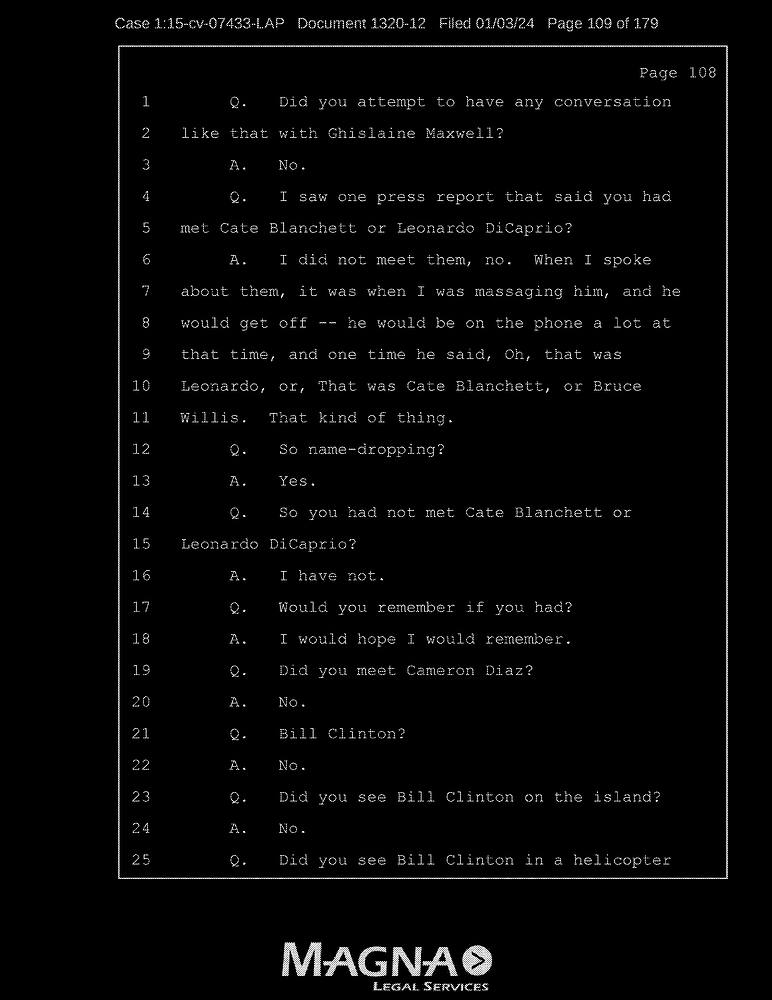 Case 1:15-cv-07433-LAP Document 1320-12 Filed 01/03/24 Page 109 of 179
Page 108
1 Q. Did you attempt to have any conversation
2 like that with Ghislaine Maxwell?
3 A. No.
4 Q. I saw one press report that said you had
5 met Cate Blanchett or Leonardo DiCaprio?
6 A. I did not meet them, no. When I spoke
7 about them, it was when I was massaging him, and he
8 would get off -- he would be on the phone a lot at
9 that time, and one time he said, Oh, that was
10 Leonardo, or, That was Cate Blanchett, or Bruce
11 Willis. That kind of thing.
12 Q. So name-dropping?
13 A. Yes.
14 Q. So you had not met Cate Blanchett or
15 Leonardo DiCaprio?
16 A. I have not.
17 Q. Would you remember if you had?
18 A. I would hope I would remember.
19 Q. Did you meet Cameron Diaz?
20 A. No.
21 Q. Bill Clinton?
22 A. No.
23 Q. Did you see Bill Clinton on the island?
24 A. No.
25 Q. Did you see Bill Clinton in a helicopter
MAGNA
LEGAL SERVICES